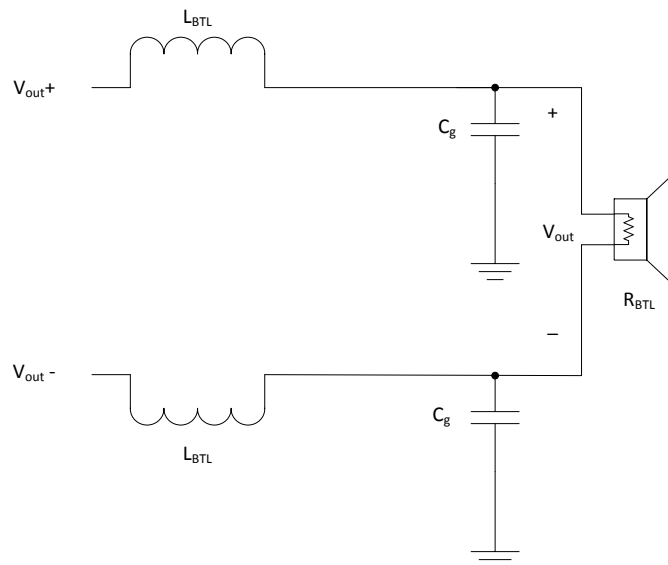 L_BTL
V_out+
C_g
+
V_out
R_BTL
–
V_out -
C_g
L_BTL